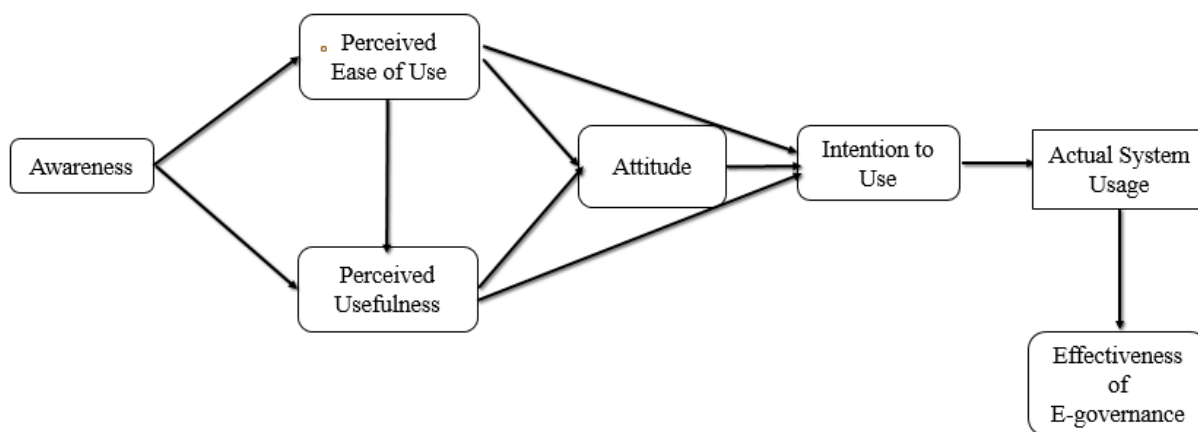 Perceived
Ease of Use
Awareness
Attitude
Intention to
Use
Actual System
Usage
Perceived
Usefulness
Effectiveness
of
E-governance